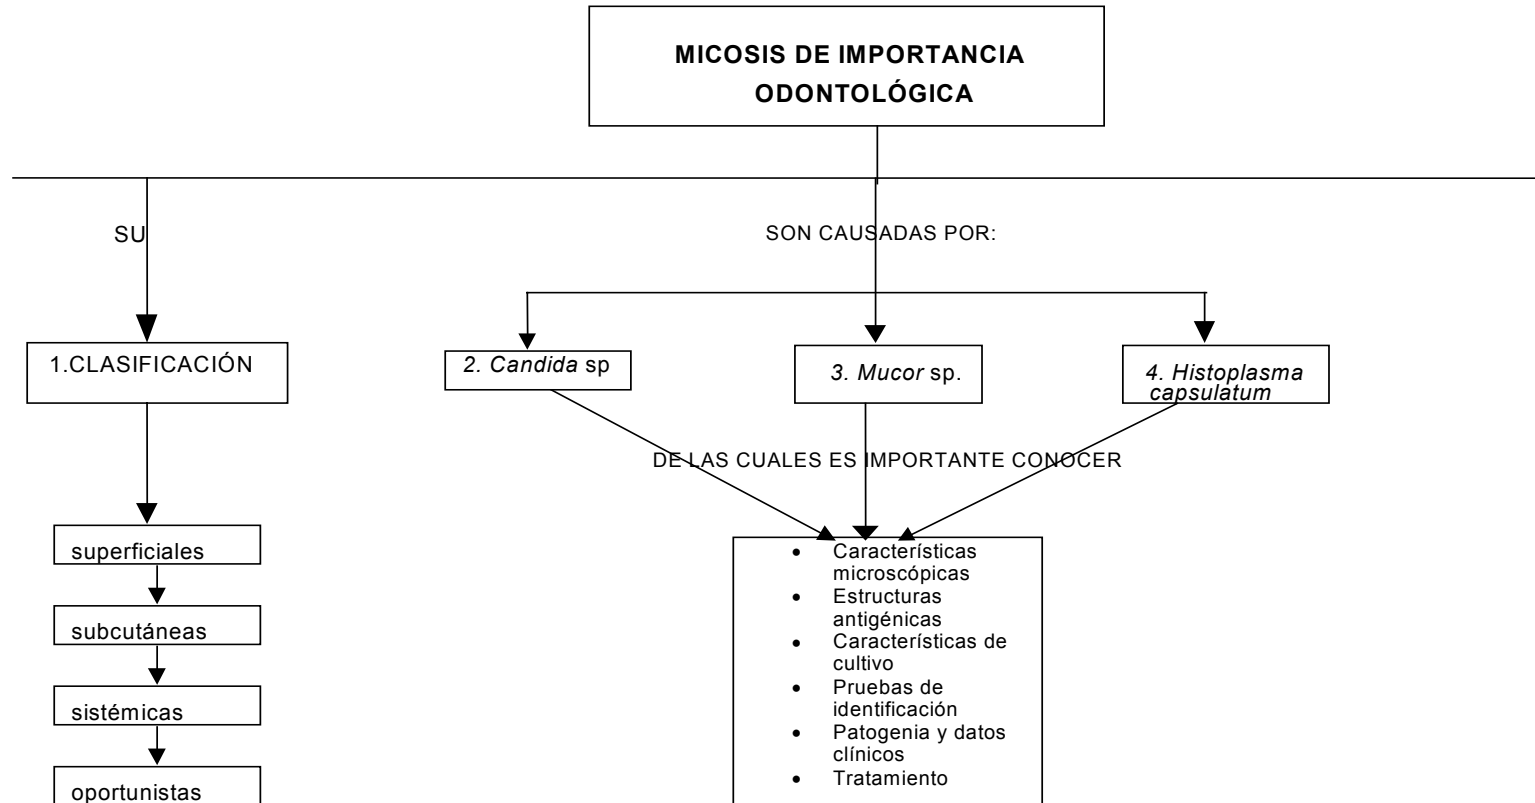 MICOSIS DE IMPORTANCIA
ODONTOLÓGICA
SU
SON CAUSADAS POR:
1.CLASIFICACIÓN
2. Candida sp
3. Mucor sp.
4. Histoplasma
capsulatum
DE LAS CUALES ES IMPORTANTE CONOCER
superficiales
subcutáneas
sistémicas
oportunistas
• Características
microscópicas
• Estructuras
antigénicas
• Características de
cultivo
• Pruebas de
identificación
• Patogenia y datos
clínicos
• Tratamiento